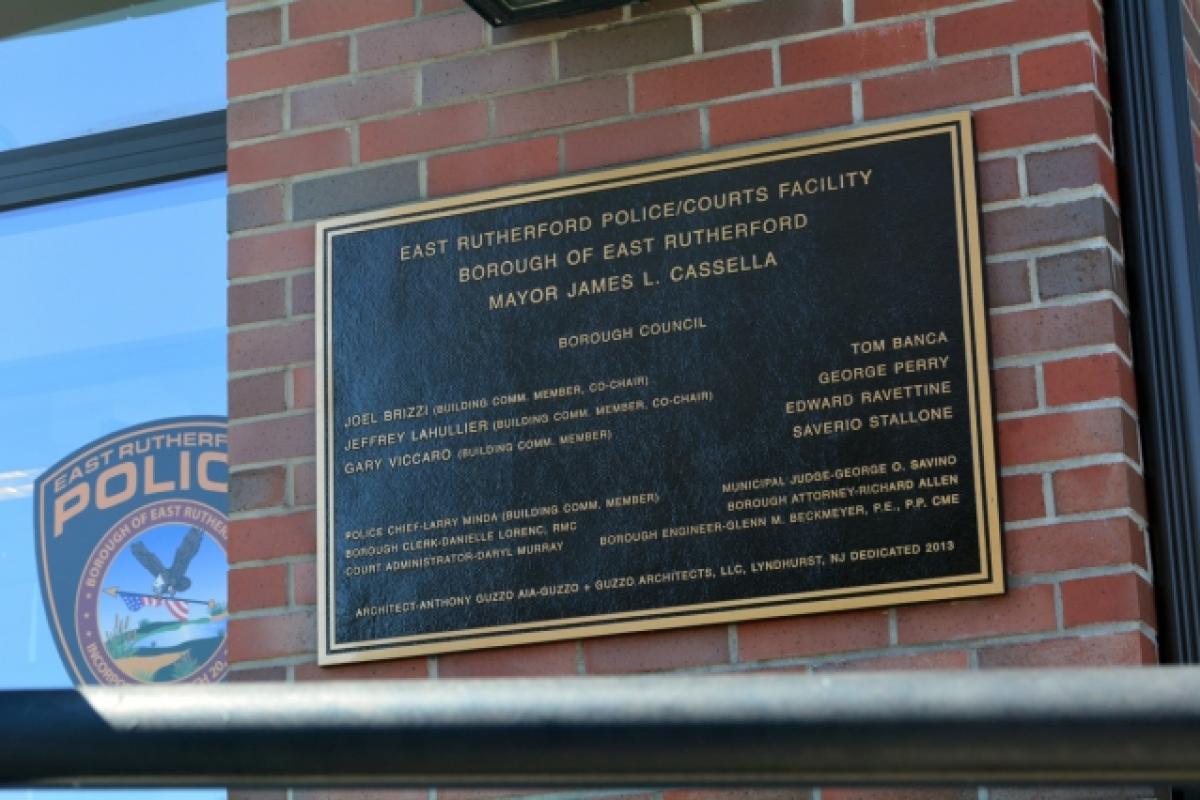 EAST RUTHERFORD POLICE/COURTS FACILITY
BOROUGH OF EAST RUTHERFORD
MAYOR JAMES L. CASSELLA
BOROUGH COUNCIL
JOEL BRIZZI (BUILDING COMM. MEMBER, CO-CHAIR)
JEFFREY LAHULLIER (BUILDING COMM. MEMBER, CO-CHAIR)
GARY VICCARO (BUILDING COMM. MEMBER)
TOM BANCA
GEORGE PERRY
EDWARD RAVETTINE
SAVERIO STALLONE
POLICE CHIEF-LARRY MINDA (BUILDING COMM. MEMBER)
BOROUGH CLERK-DANIELLE LORENC, RMC
COURT ADMINISTRATOR-DARYL MURRAY
MUNICIPAL JUDGE-GEORGE O. SAVINO
BOROUGH ATTORNEY-RICHARD ALLEN
BOROUGH ENGINEER-GLENN M. BECKMEYER, P.E., P.P. CME
ARCHITECT-ANTHONY GUZZO AIA-GUZZO + GUZZO ARCHITECTS, LLC, LYNDHURST, NJ DEDICATED 2013
EAST RUTHERF
POLIC
BOROUGH OF EAST RUTHE
INCORPO
H 20,